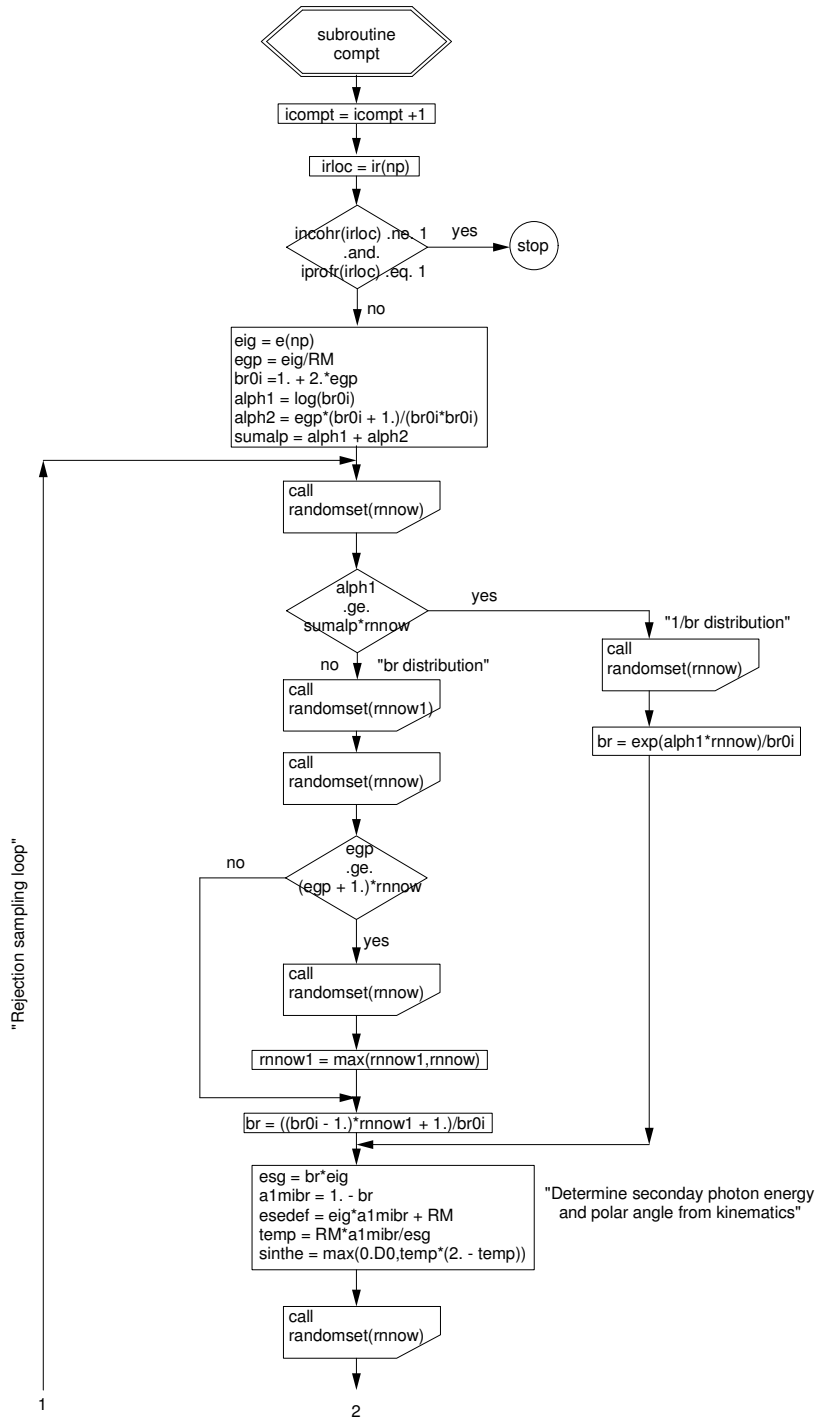 subroutine
compt
icompt = icompt +1
irloc = ir(np)
incohr(irloc) .ne. 1
.and.
iprofr(irloc) .eq. 1
yes
stop
no
eig = e(np)
egp = eig/RM
br0i =1. + 2.*egp
alph1 = log(br0i)
alph2 = egp*(br0i + 1.)/(br0i*br0i)
sumalp = alph1 + alph2
call
randomset(rnnow)
alph1
.ge.
sumalp*rnnow
yes
"1/br distribution"
call
randomset(rnnow)
br = exp(alph1*rnnow)/br0i
no
"br distribution"
call
randomset(rnnow1)
call
randomset(rnnow)
egp
.ge.
(egp + 1.)*rnnow
no
yes
call
randomset(rnnow)
rnnow1 = max(rnnow1,rnnow)
br = ((br0i - 1.)*rnnow1 + 1.)/br0i
esg = br*eig
a1mibr = 1. - br
esedef = eig*a1mibr + RM
temp = RM*a1mibr/esg
sinthe = max(0.D0,temp*(2. - temp))
"Determine seconday photon energy
and polar angle from kinematics"
call
randomset(rnnow)
"Rejection sampling loop"
1
2